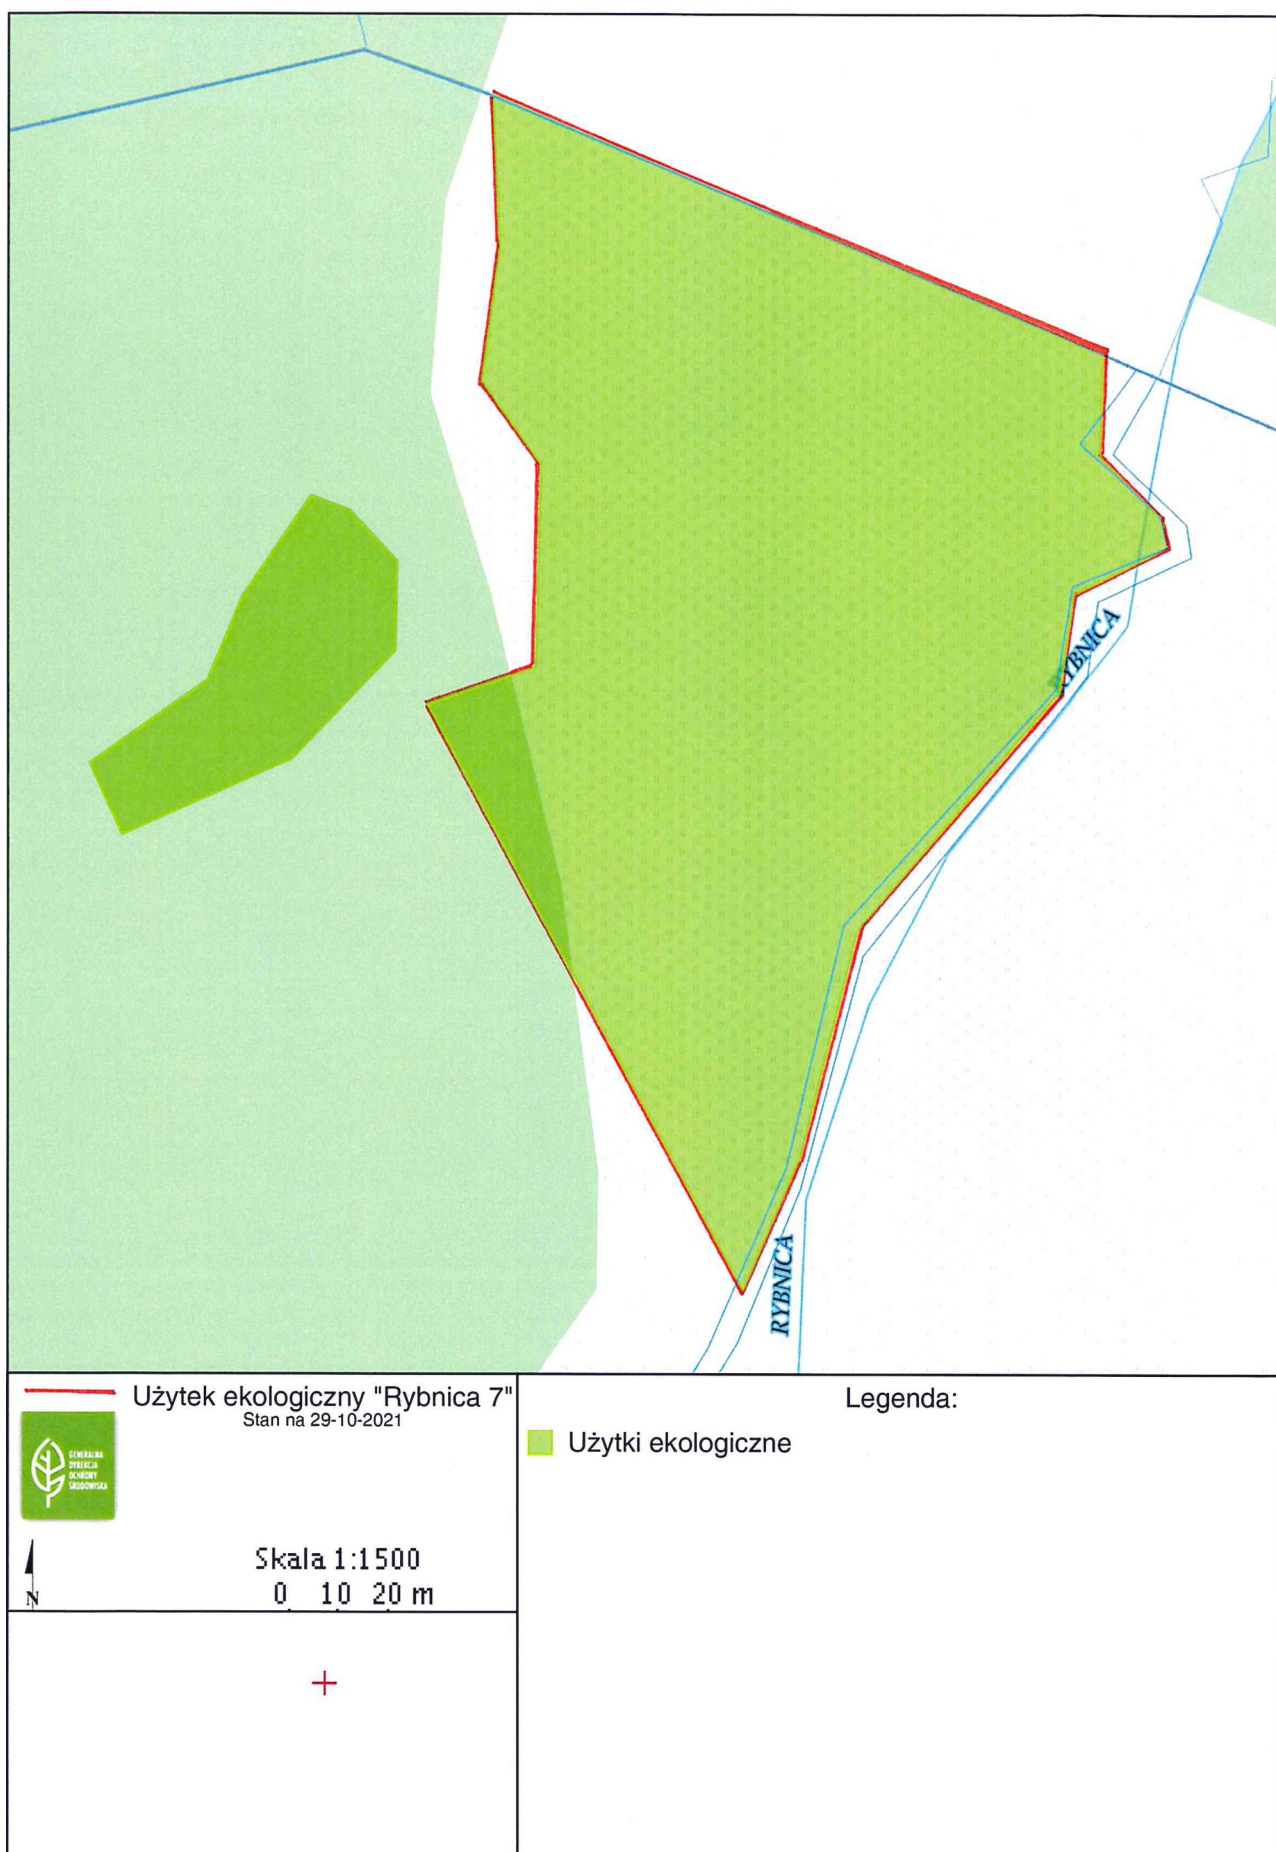 RYBNICA
RYBNICA
Użytek ekologiczny "Rybnica 7"
Stan na 29-10-2021
GENERALNA
DYREKCJA
OCHRONY
ŚRODOWISKA
Skala 1:1500
0 10 20 m
N
Legenda:
Użytki ekologiczne